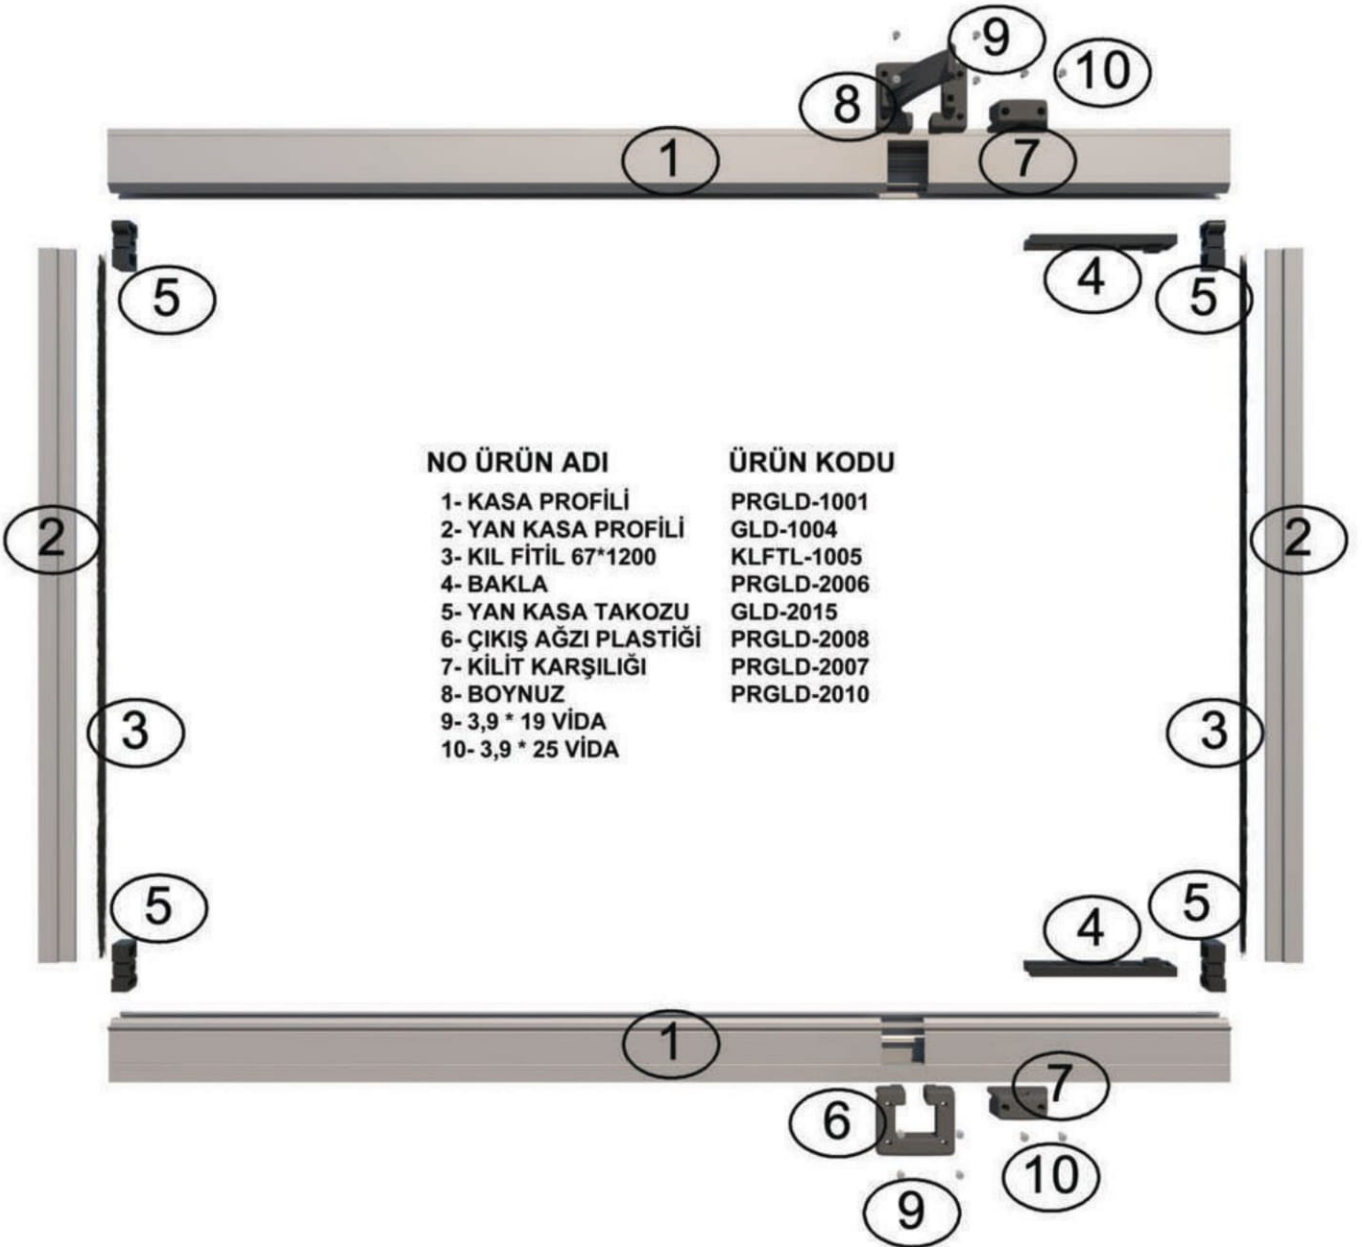 9
10
8
1
7
5
4
5
NO ÜRÜN ADI ÜRÜN KODU
1- KASA PROFİLİ PRGLD-1001
2- YAN KASA PROFİLİ GLD-1004
3- KIL FİTİL 67*1200 KLFTL-1005
4- BAKLA PRGLD-2006
5- YAN KASA TAKOZU GLD-2015
6- ÇIKIŞ AĞZI PLASTİĞİ PRGLD-2008
7- KİLİT KARŞILIĞI PRGLD-2007
8- BOYNUZ PRGLD-2010
9- 3,9 * 19 VİDA
10- 3,9 * 25 VİDA
2
2
3
3
5
4
5
1
7
6
10
9